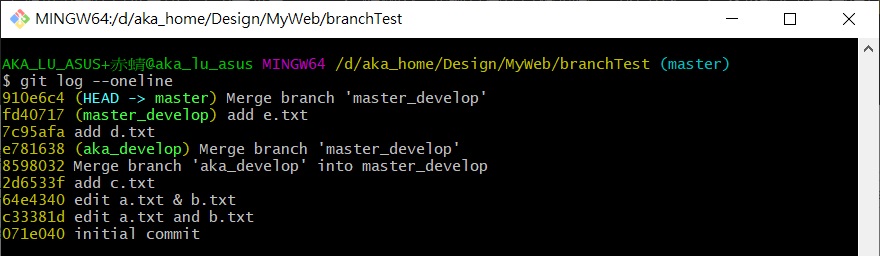 MINGW64:/d/aka_home/Design/MyWeb/branchTest
AKA_LU_ASUS+赤蜻@aka_lu_asus MINGW64 /d/aka_home/Design/MyWeb/branchTest (master)
$ git log --oneline
910e6c4 (HEAD -> master) Merge branch 'master_develop'
fd40717 (master_develop) add e.txt
7c95afa add d.txt
e781638 (aka_develop) Merge branch 'master_develop'
8598032 Merge branch 'aka_develop' into master_develop
2d6533f add c.txt
64e4340 edit a.txt & b.txt
c33381d edit a.txt and b.txt
071e040 initial commit